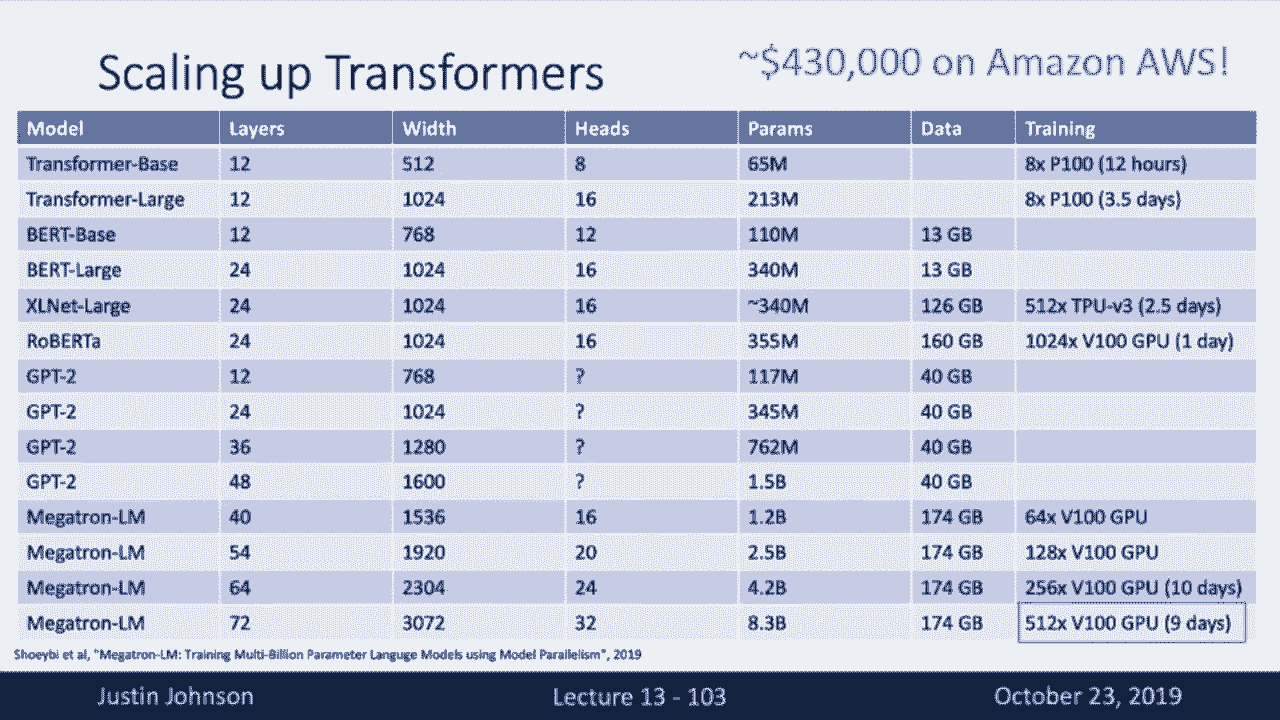 Scaling up Transformers
~$430,000 on Amazon AWS!
Model Layers Width Heads Params Data Training
Transformer-Base 12 512 8 65M 8x P100 (12 hours)
Transformer-Large 12 1024 16 213M 8x P100 (3.5 days)
BERT-Base 12 768 12 110M 13 GB
BERT-Large 24 1024 16 340M 13 GB
XLNet-Large 24 1024 16 ~340M 126 GB 512x TPU-v3 (2.5 days)
RoBERTa 24 1024 16 355M 160 GB 1024x V100 GPU (1 day)
GPT-2 12 768 ? 117M 40 GB
GPT-2 24 1024 ? 345M 40 GB
GPT-2 36 1280 ? 762M 40 GB
GPT-2 48 1600 ? 1.5B 40 GB
Megatron-LM 40 1536 16 1.2B 174 GB 64x V100 GPU
Megatron-LM 54 1920 20 2.5B 174 GB 128x V100 GPU
Megatron-LM 64 2304 24 4.2B 174 GB 256x V100 GPU (10 days)
Megatron-LM 72 3072 32 8.3B 174 GB 512x V100 GPU (9 days)
Shoeybi et al, "Megatron-LM: Training Multi-Billion Parameter Languge Models using Model Parallelism", 2019
Justin Johnson Lecture 13 - 103 October 23, 2019